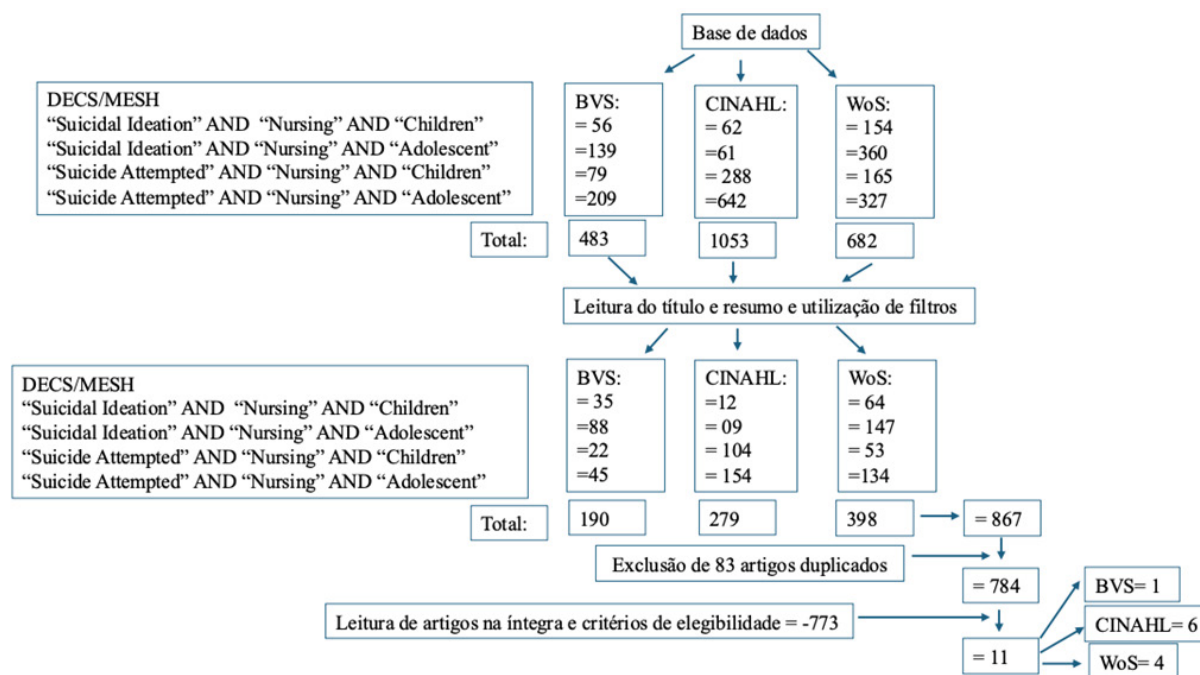 Base de dados
DECS/MESH
“Suicidal Ideation” AND “Nursing” AND “Children”
“Suicidal Ideation” AND “Nursing” AND “Adolescent”
“Suicide Attempted” AND “Nursing” AND “Children”
“Suicide Attempted” AND “Nursing” AND “Adolescent”
BVS:
= 56
=139
=79
=209
CINAHL:
= 62
=61
= 288
=642
WoS:
= 154
=360
= 165
=327
Total:
483
1053
682
Leitura do título e resumo e utilização de filtros
DECS/MESH
“Suicidal Ideation” AND “Nursing” AND “Children”
“Suicidal Ideation” AND “Nursing” AND “Adolescent”
“Suicide Attempted” AND “Nursing” AND “Children”
“Suicide Attempted” AND “Nursing” AND “Adolescent”
BVS:
= 35
=88
=22
=45
CINAHL:
=12
= 09
= 104
= 154
WoS:
= 64
= 147
= 53
=134
Total:
190
279
398
= 867
Exclusão de 83 artigos duplicados
= 784
Leitura de artigos na íntegra e critérios de elegibilidade = -773
= 11
BVS= 1
CINAHL= 6
WoS= 4